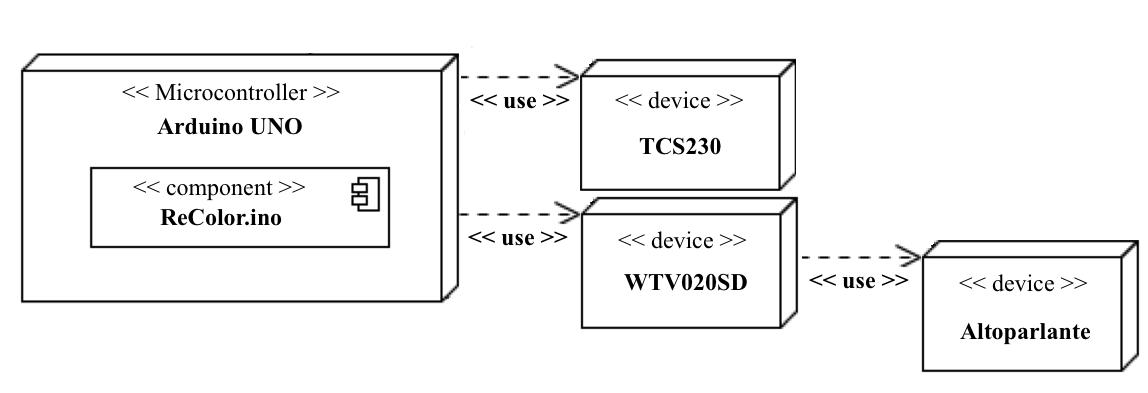 << Microcontroller >>
Arduino UNO
<< component >>
ReColor.ino
<< use >>
<< device >>
TCS230
<< use >>
<< device >>
WTV020SD
<< use >>
<< device >>
Altoparlante